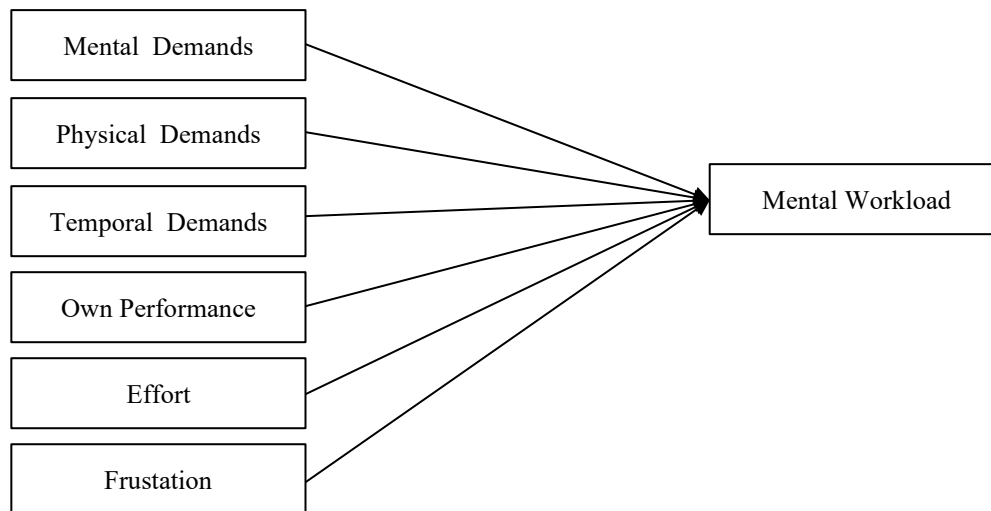 Mental Demands
Physical Demands
Temporal Demands
Own Performance
Effort
Frustation
Mental Workload